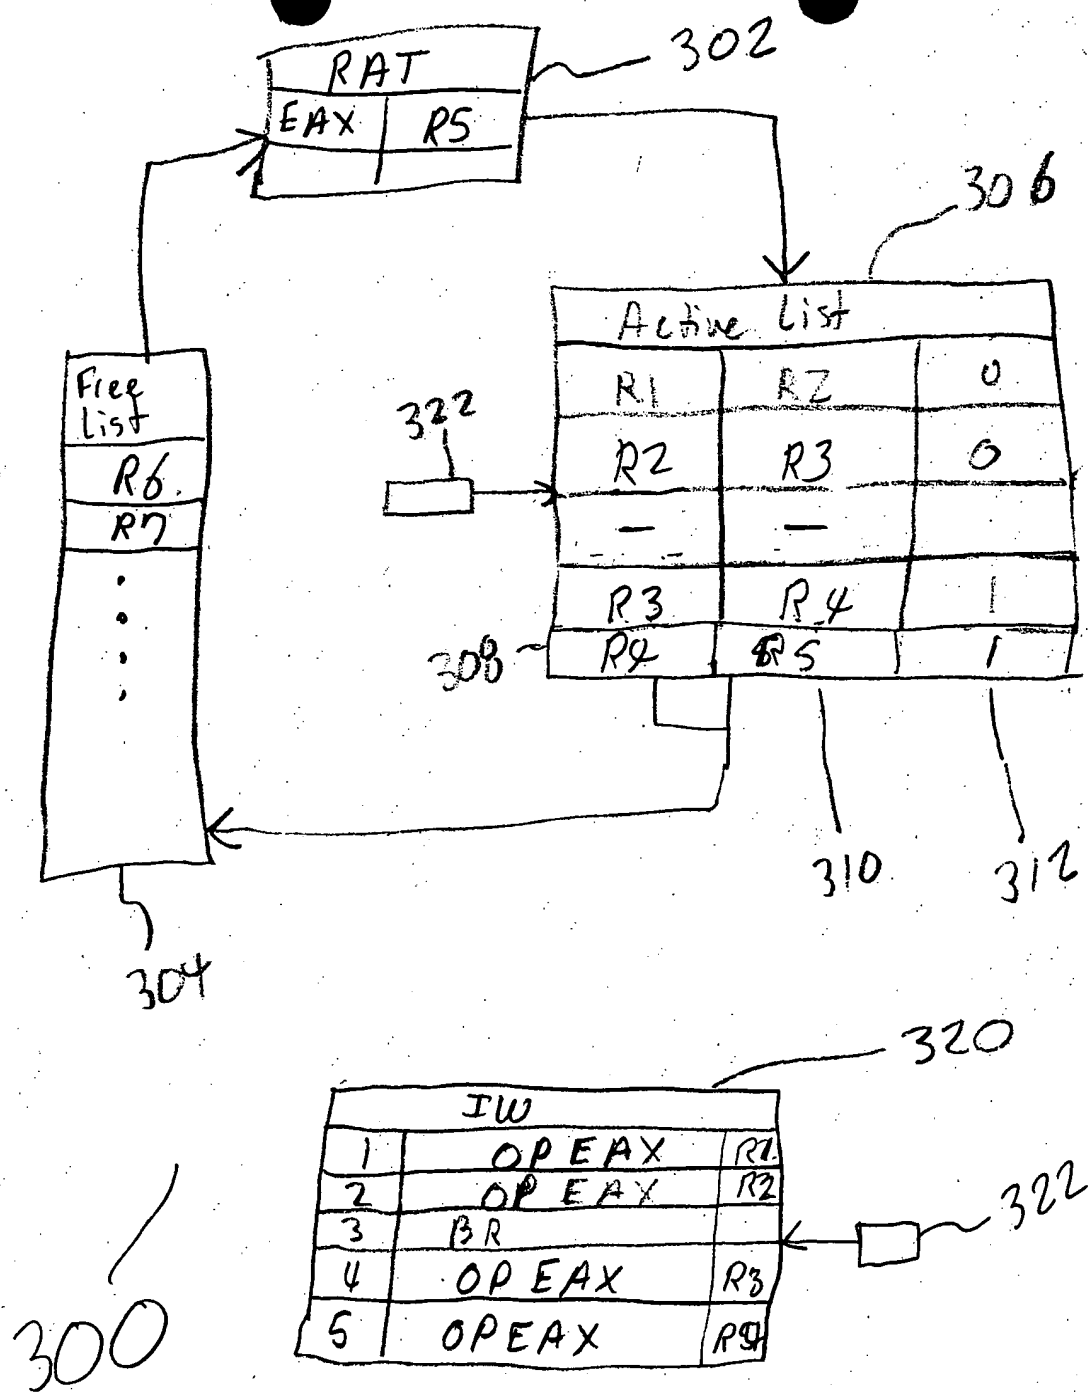 302
RAT
EAX R5
306
Active List
R1 R2 0
R2 R3 0
— —
R3 R4 1
R4 R5 1
322
Free
List
R6
R7
308
310
312
304
320
IW
1 OP EAX
2 OP EAX R2
3 BR
4 OP EAX R3
5 OP EAX
322
300